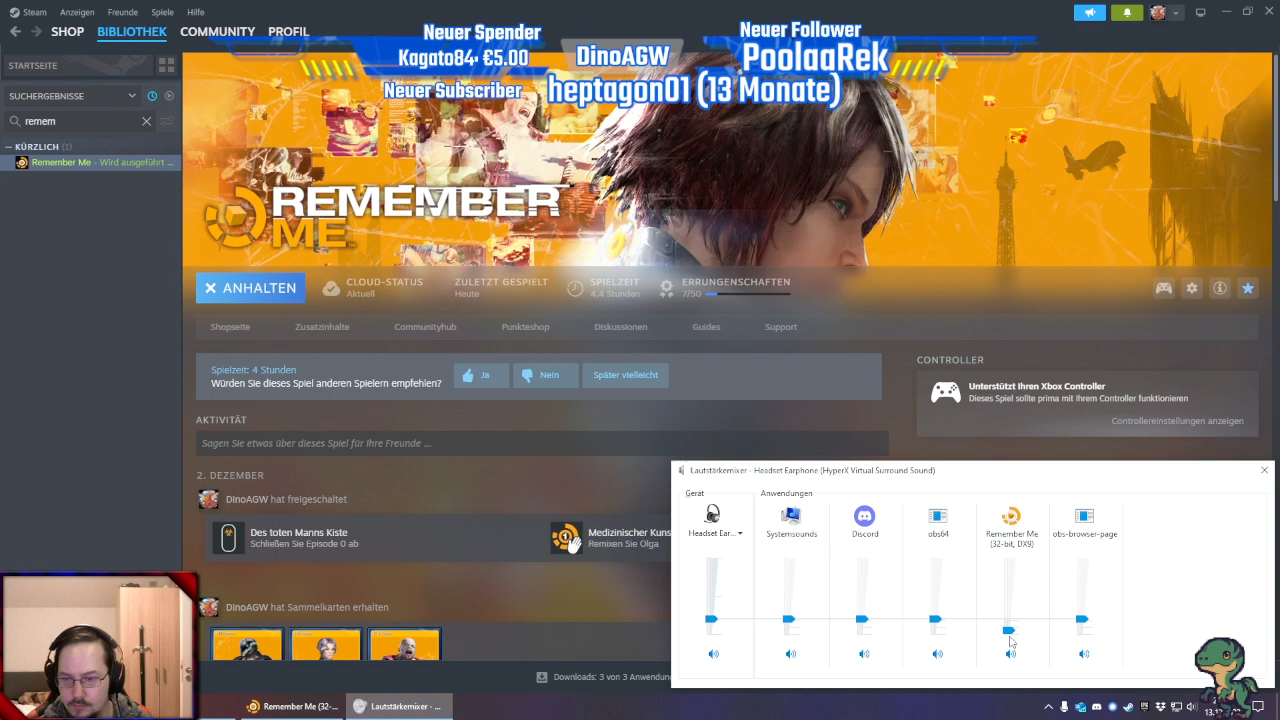 Steam Anzeigen Freunde Spiele Hilfe
SHOP BIBLIOTHEK COMMUNITY PROFIL
Neuer Spender
Kagato84· €5.00
Neuer Subscriber
DinoAGW
heptagon01 (13 Monate)
Neuer Follower
PoolaaRek
STARTSEITE
SUCHERGEBNISSE
remem
KÜRZLICH (1)
Remember Me - Wird ausgeführt ...
REMEMBER
ME™
ANHALTEN
CLOUD-STATUS
Aktuell
ZULETZT GESPIELT
Heute
SPIELZEIT
4.4 Stunden
ERRUNGENSCHAFTEN
7/50
Shopseite Zusatzinhalte Communityhub Punkteshop Diskussionen Guides Support
Spielzeit: 4 Stunden
Würden Sie dieses Spiel anderen Spielern empfehlen?
Ja Nein Später vielleicht
CONTROLLER
Unterstützt Ihren Xbox Controller
Dieses Spiel sollte prima mit Ihrem Controller funktionieren
Controllereinstellungen anzeigen
AKTIVITÄT
Sagen Sie etwas über dieses Spiel für Ihre Freunde ...
2. DEZEMBER
DinoAGW hat freigeschaltet
Des toten Manns Kiste
Schließen Sie Episode 0 ab
Medizinischer Kuns
Remixen Sie Olga
DinoAGW hat Sammelkarten erhalten
Downloads: 3 von 3 Anwendun
Lautstärkemixer - Headset Earphone (HyperX Virtual Surround Sound)
Gerät
Anwendungen
Headset Ear...
Systemsounds
Discord
obs64
Remember Me
(32-bit, DX9)
obs-browser-page
Remember Me (32-...
Lautstärkemixer - ...